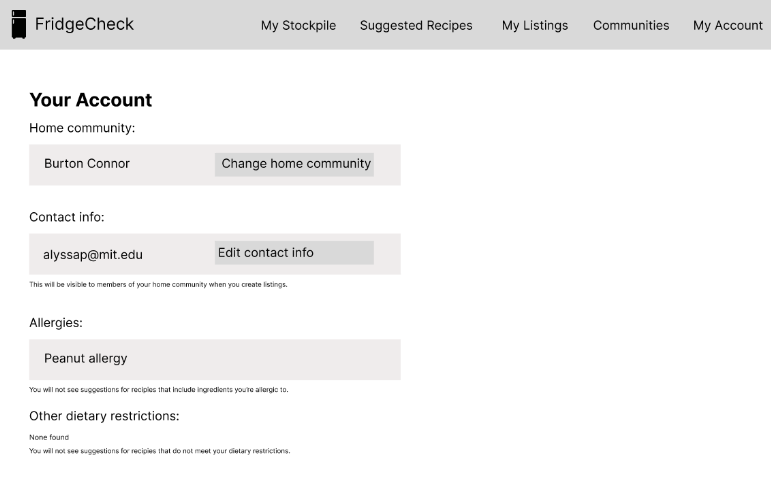 FridgeCheck
My Stockpile Suggested Recipes My Listings Communities My Account
Your Account
Home community:
Burton Connor
Change home community
Contact info:
alyssap@mit.edu
Edit contact info
This will be visible to members of your home community when you create listings.
Allergies:
Peanut allergy
You will not see suggestions for recipies that include ingredients you're allergic to.
Other dietary restrictions:
None found
You will not see suggestions for recipies that do not meet your dietary restrictions.